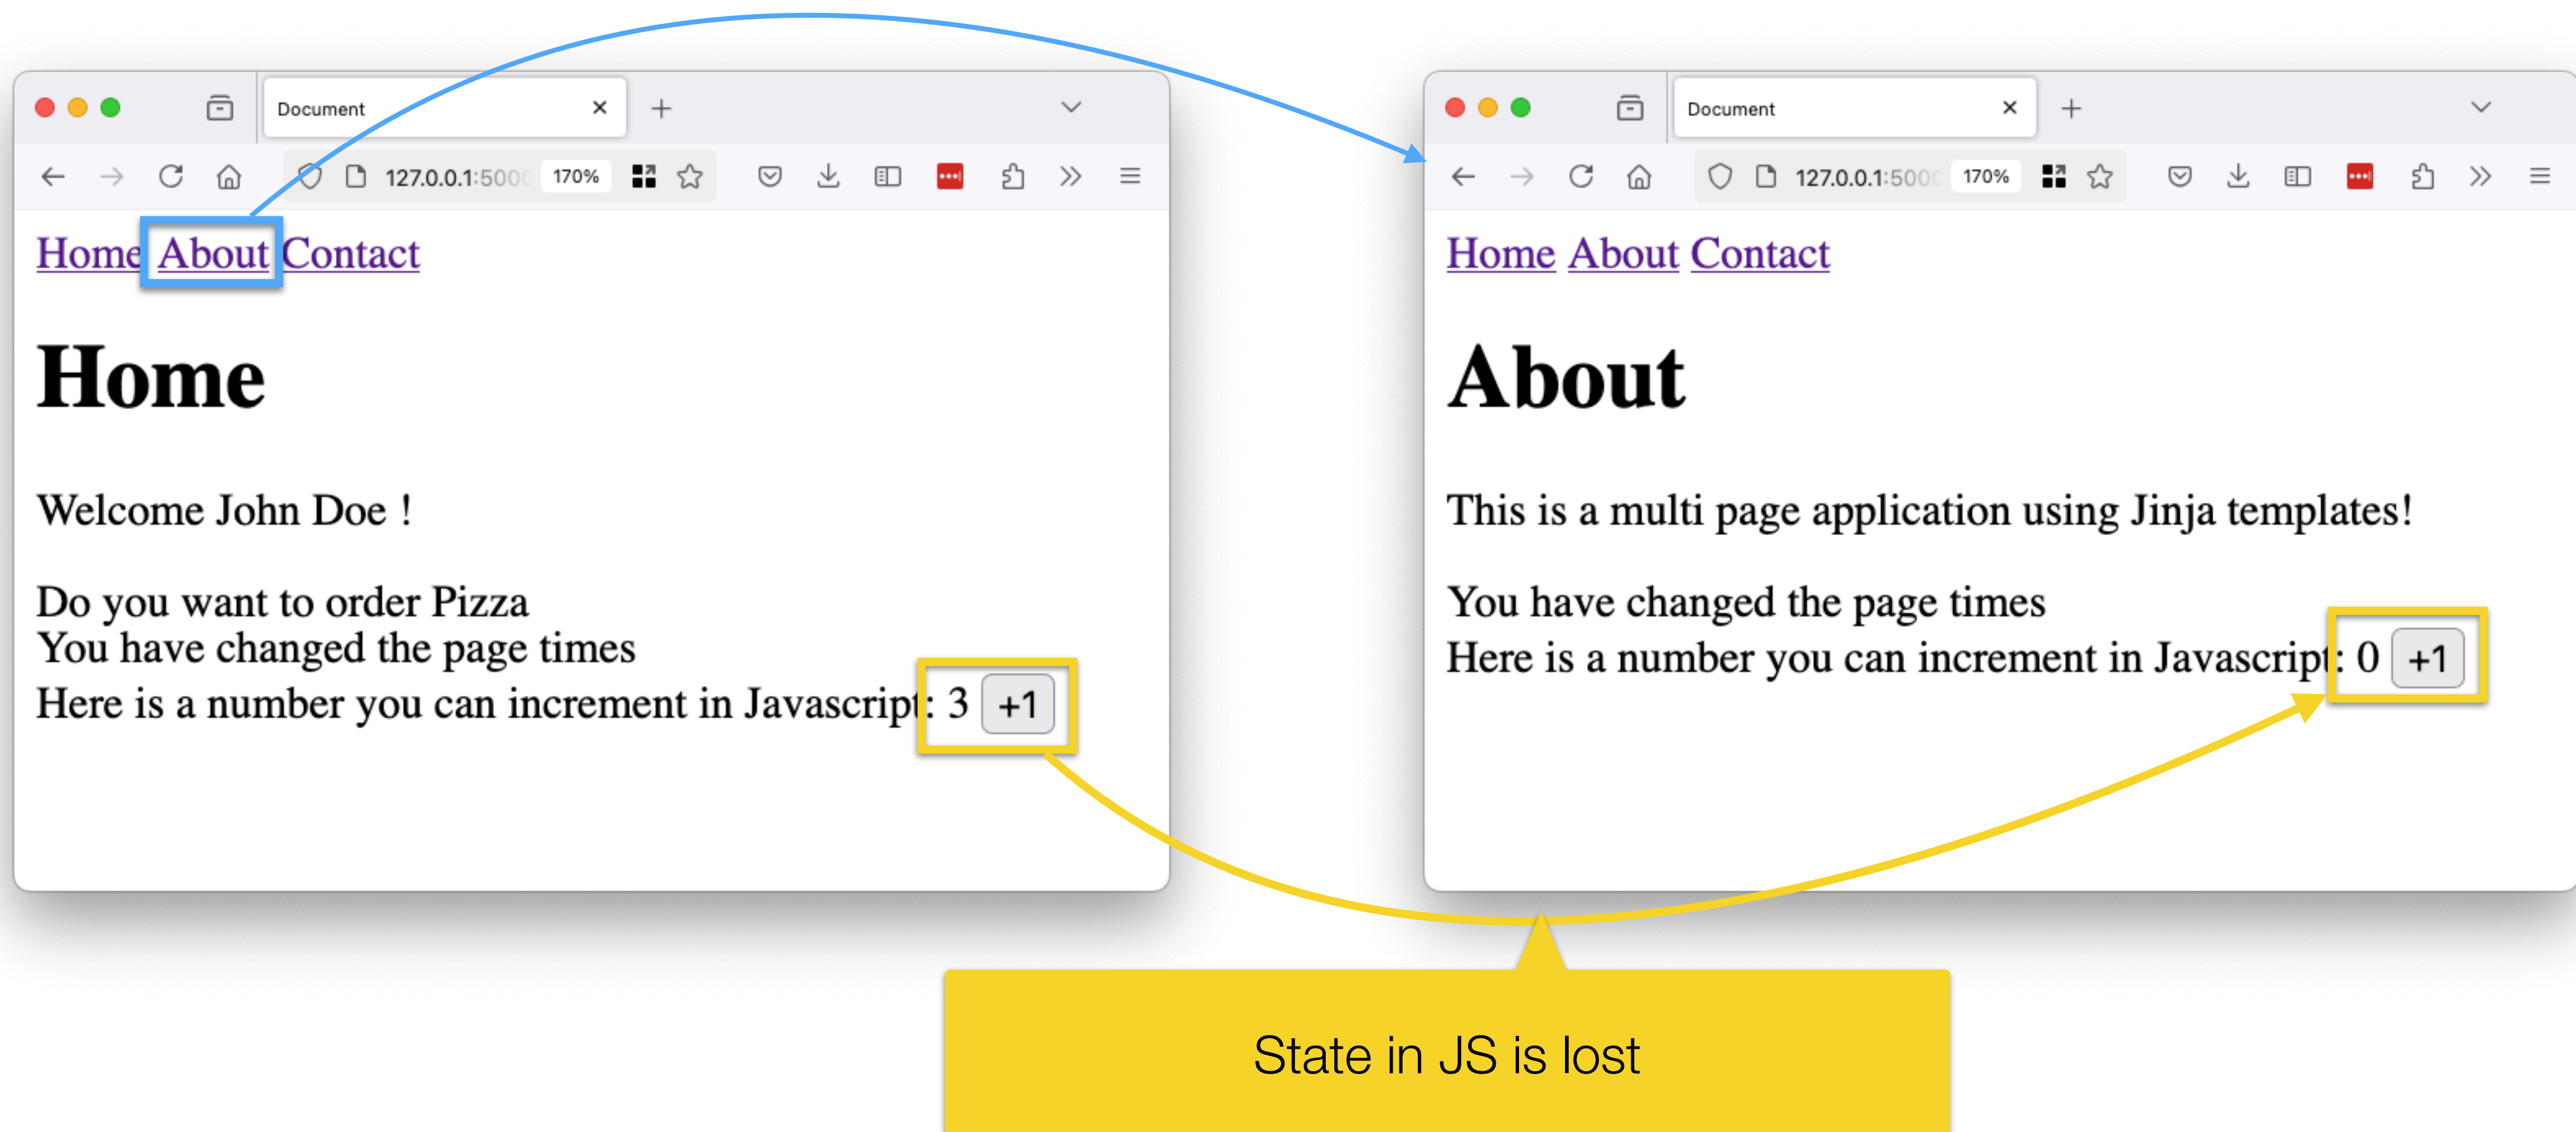 Document
127.0.0.1:500 170%
Home About Contact
Home
Welcome John Doe !
Do you want to order Pizza
You have changed the page times
Here is a number you can increment in Javascript: 3 +1
Document
127.0.0.1:500 170%
Home About Contact
About
This is a multi page application using Jinja templates!
You have changed the page times
Here is a number you can increment in Javascript: 0 +1
State in JS is lost